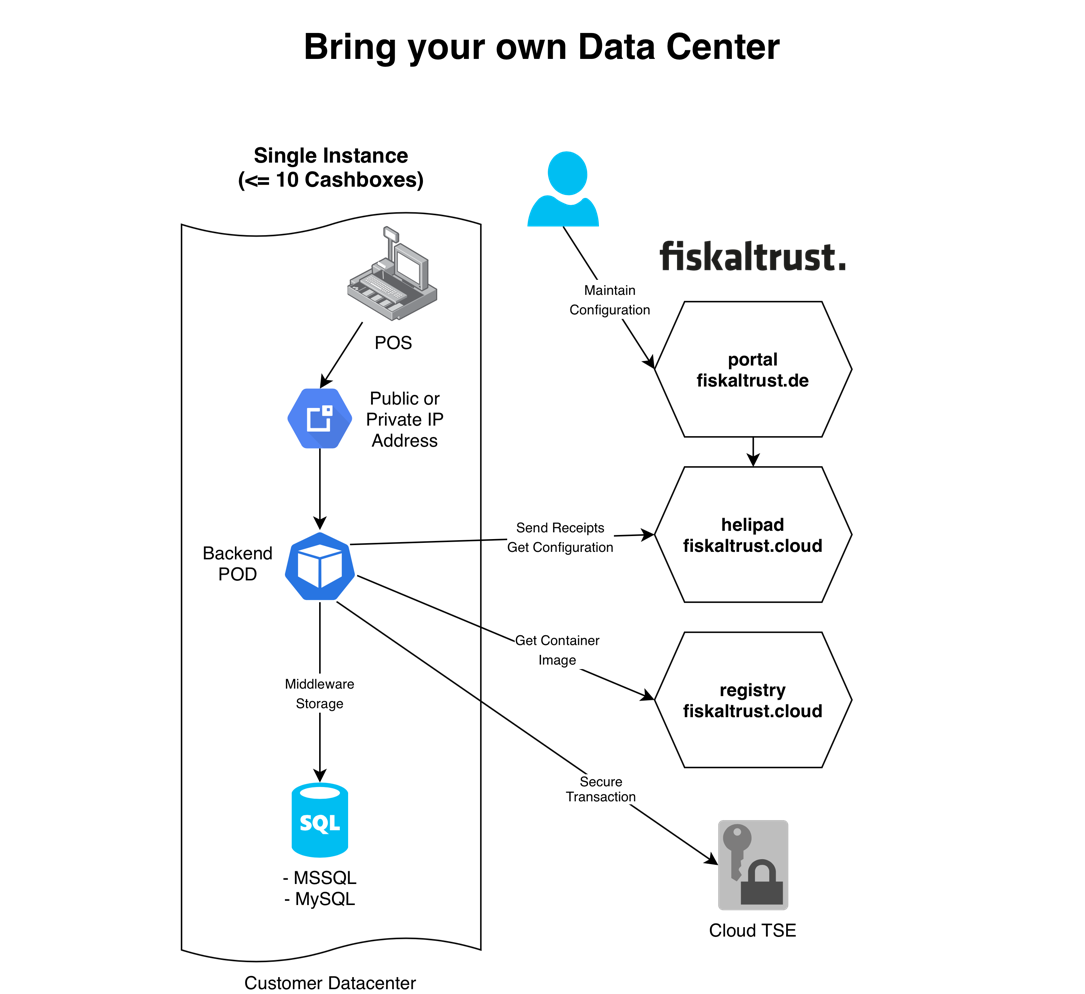 Bring your own Data Center
Single Instance
(<= 10 Cashboxes)
fiskaltrust.
Maintain
Configuration
POS
portal
fiskaltrust.de
Public or
Private IP
Address
Send Receipts
Get Configuration
helipad
fiskaltrust.cloud
Backend
POD
Get Container
Image
Middleware
Storage
registry
fiskaltrust.cloud
Secure
Transaction
SQL
- MSSQL
- MySQL
Cloud TSE
Customer Datacenter